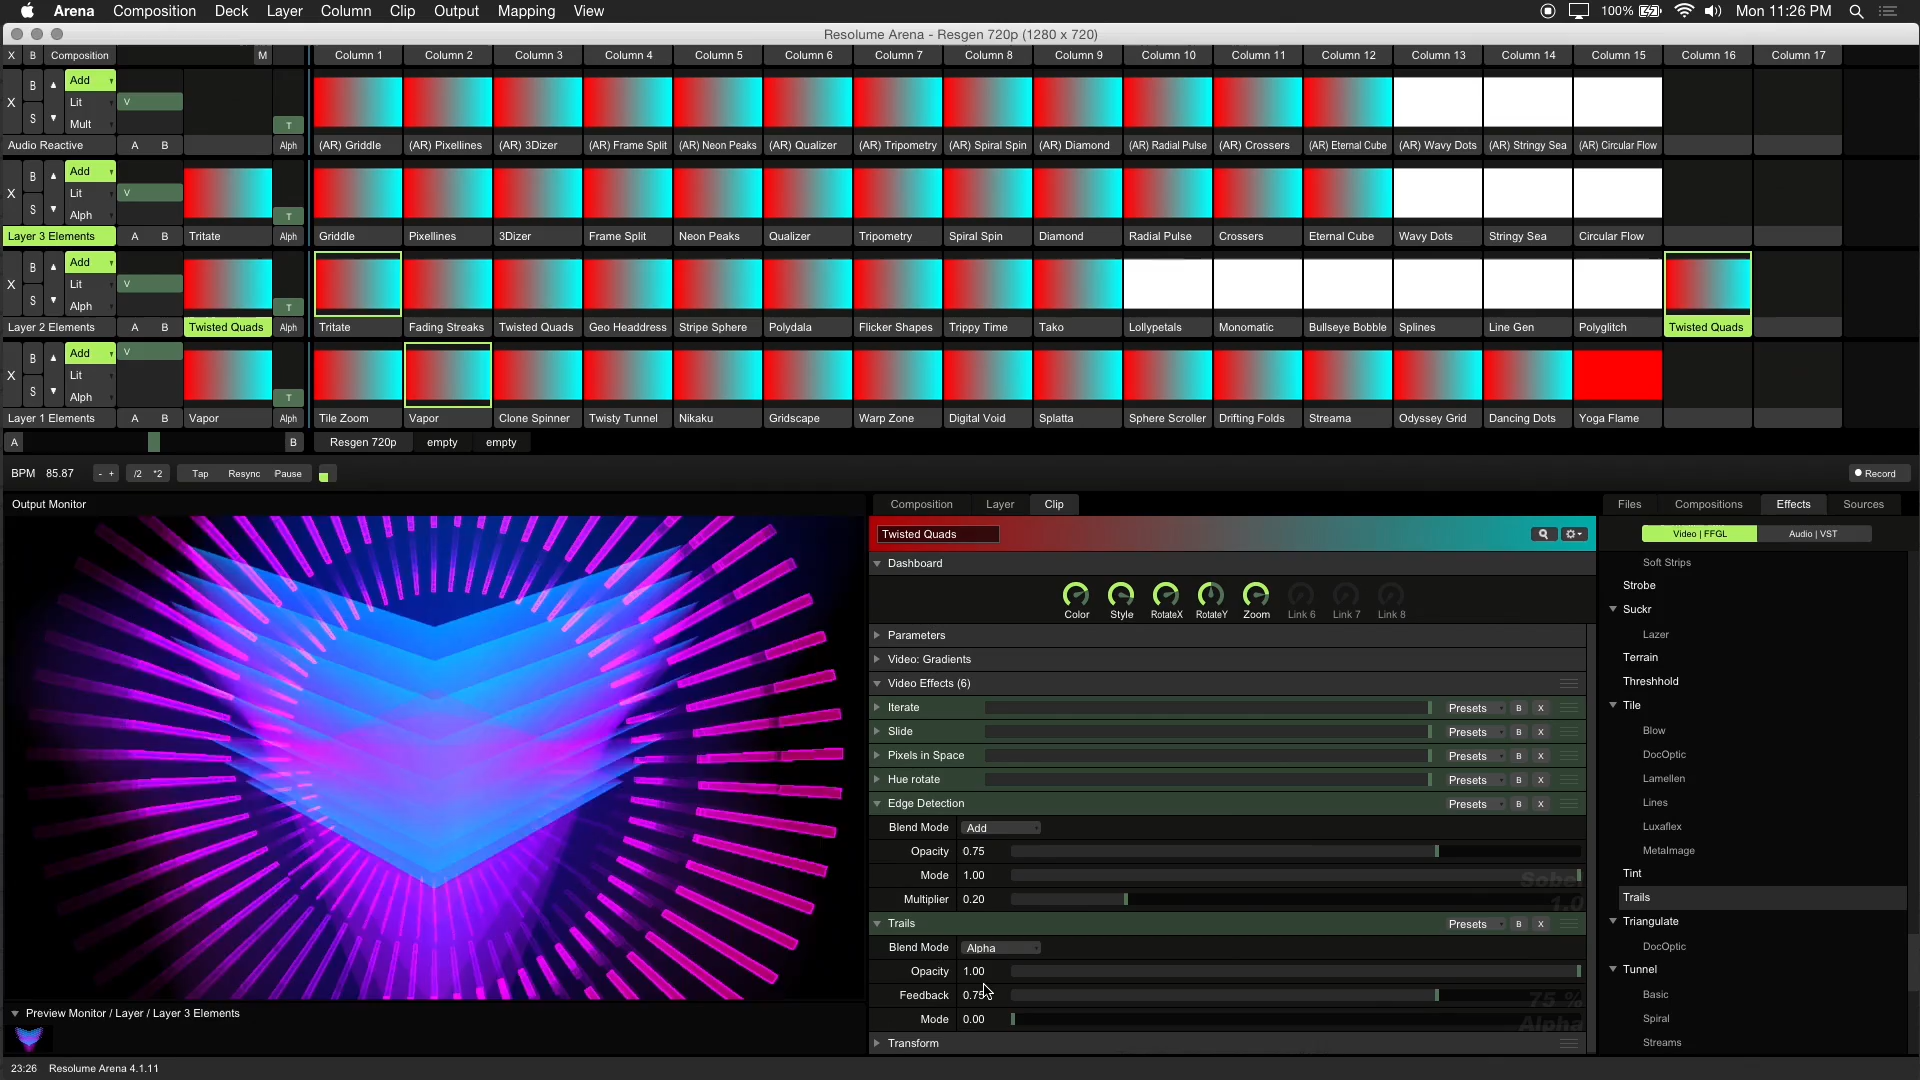 Arena Composition Deck Layer Column Clip Output Mapping View 100% Mon 11:26 PM
Resolume Arena - Resgen 720p (1280 x 720)
X B Composition M Column 1 Column 2 Column 3 Column 4 Column 5 Column 6 Column 7 Column 8 Column 9 Column 10 Column 11 Column 12 Column 13 Column 14 Column 15 Column 16 Column 17
B Add
X Lit V
S Mult T
Audio Reactive A B Alph (AR) Griddle (AR) Pixellines (AR) 3Dizer (AR) Frame Split (AR) Neon Peaks (AR) Qualizer (AR) Tripometry (AR) Spiral Spin (AR) Diamond (AR) Radial Pulse (AR) Crossers (AR) Eternal Cube (AR) Wavy Dots (AR) Stringy Sea (AR) Circular Flow
B Add
X Lit V
S Alph T
Layer 3 Elements A B Tritate Alph Griddle Pixellines 3Dizer Frame Split Neon Peaks Qualizer Tripometry Spiral Spin Diamond Radial Pulse Crossers Eternal Cube Wavy Dots Stringy Sea Circular Flow
B Add
X Lit V
S Alph T
Layer 2 Elements A B Twisted Quads Alph Tritate Fading Streaks Twisted Quads Geo Headdress Stripe Sphere Polydala Flicker Shapes Trippy Time Tako Lollypetals Monomatic Bullseye Bobble Splines Line Gen Polyglitch Twisted Quads
B Add V
X Lit
S Alph T
Layer 1 Elements A B Vapor Alph Tile Zoom Vapor Clone Spinner Twisty Tunnel Nikaku Gridscape Warp Zone Digital Void Splatta Sphere Scroller Drifting Folds Streama Odyssey Grid Dancing Dots Yoga Flame
A B Resgen 720p empty empty
BPM 85.87 - + /2 *2 Tap Resync Pause Record
Output Monitor
Composition Layer Clip
Files Compositions Effects Sources
Twisted Quads
Video | FFGL Audio | VST
Dashboard
Color Style RotateX RotateY Zoom Link 6 Link 7 Link 8
Parameters
Video: Gradients
Video Effects (6)
Iterate Presets B X
Slide Presets B X
Pixels in Space Presets B X
Hue rotate Presets B X
Edge Detection Presets B X
Blend Mode Add
Opacity 0.75
Mode 1.00 Sobel
Multiplier 0.20 1.0
Trails Presets B X
Blend Mode Alpha
Opacity 1.00
Feedback 0.75 75 %
Mode 0.00 Alpha
Transform
Soft Strips
Strobe
Suckr
Lazer
Terrain
Threshhold
Tile
Blow
DocOptic
Lamellen
Lines
Luxaflex
MetaImage
Tint
Trails
Triangulate
DocOptic
Tunnel
Basic
Spiral
Streams
Preview Monitor / Layer / Layer 3 Elements
23:26 Resolume Arena 4.1.11